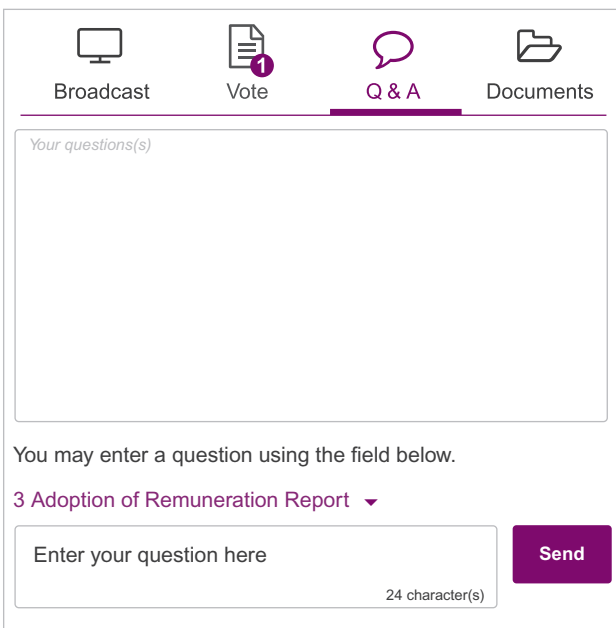 1
Broadcast Vote Q & A Documents
Your questions(s)
You may enter a question using the field below.
3 Adoption of Remuneration Report
Enter your question here
Send
24 character(s)